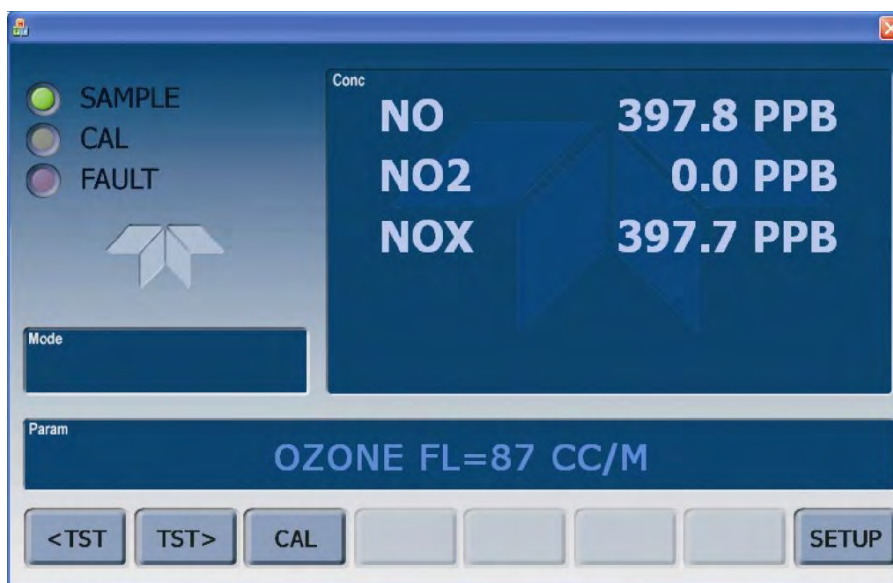 SAMPLE
CAL
FAULT
Conc
NO 397.8 PPB
NO2 0.0 PPB
NOX 397.7 PPB
Mode
Param
OZONE FL=87 CC/M
<TST TST> CAL SETUP